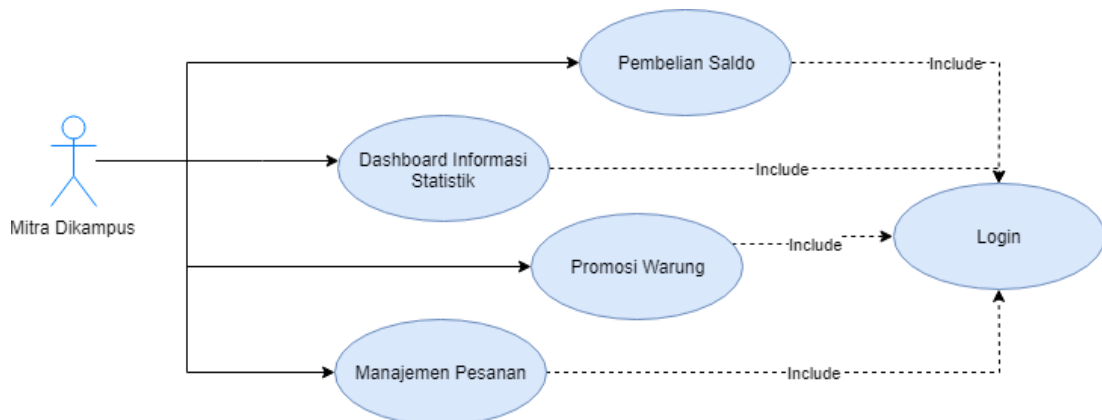 Pembelian Saldo
Include
Dashboard Informasi
Statistik
Include
Mitra Dikampus
Promosi Warung
Include
Login
Manajemen Pesanan
Include